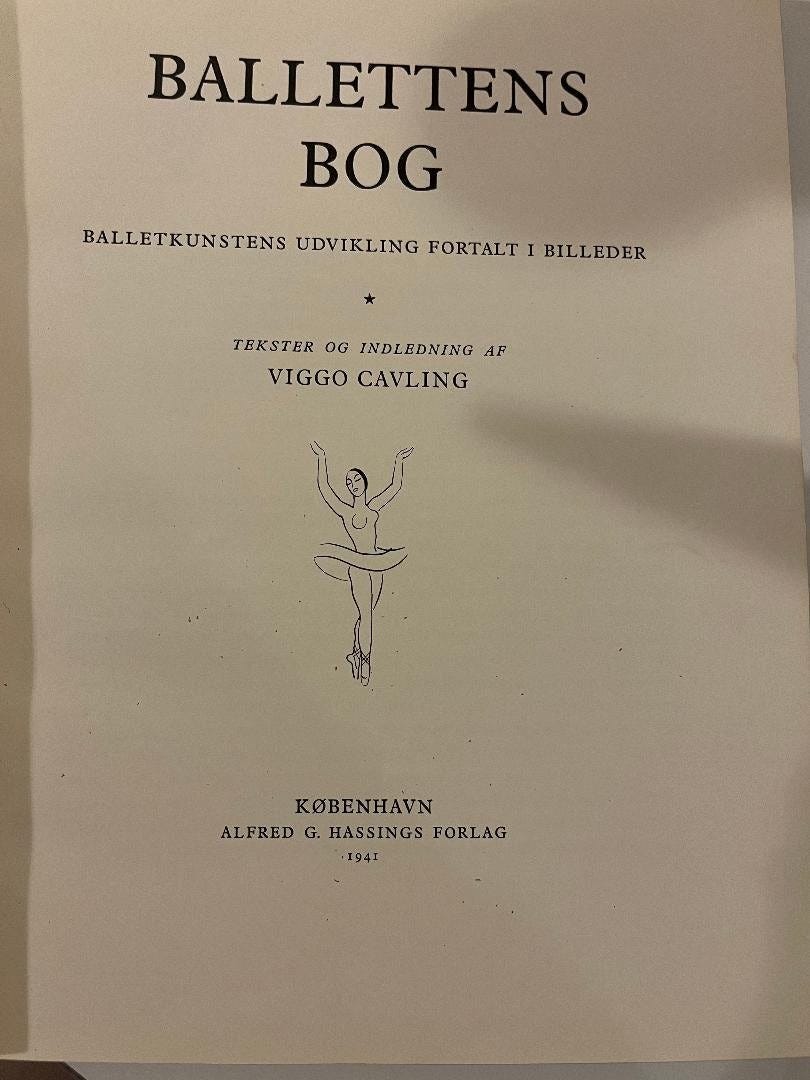 BALLETTENS
BOG
BALLETKUNSTENS UDVIKLING FORTALT I BILLEDER
★
TEKSTER OG INDLEDNING AF
VIGGO CAVLING
KØBENHAVN
ALFRED G. HASSINGS FORLAG
1941